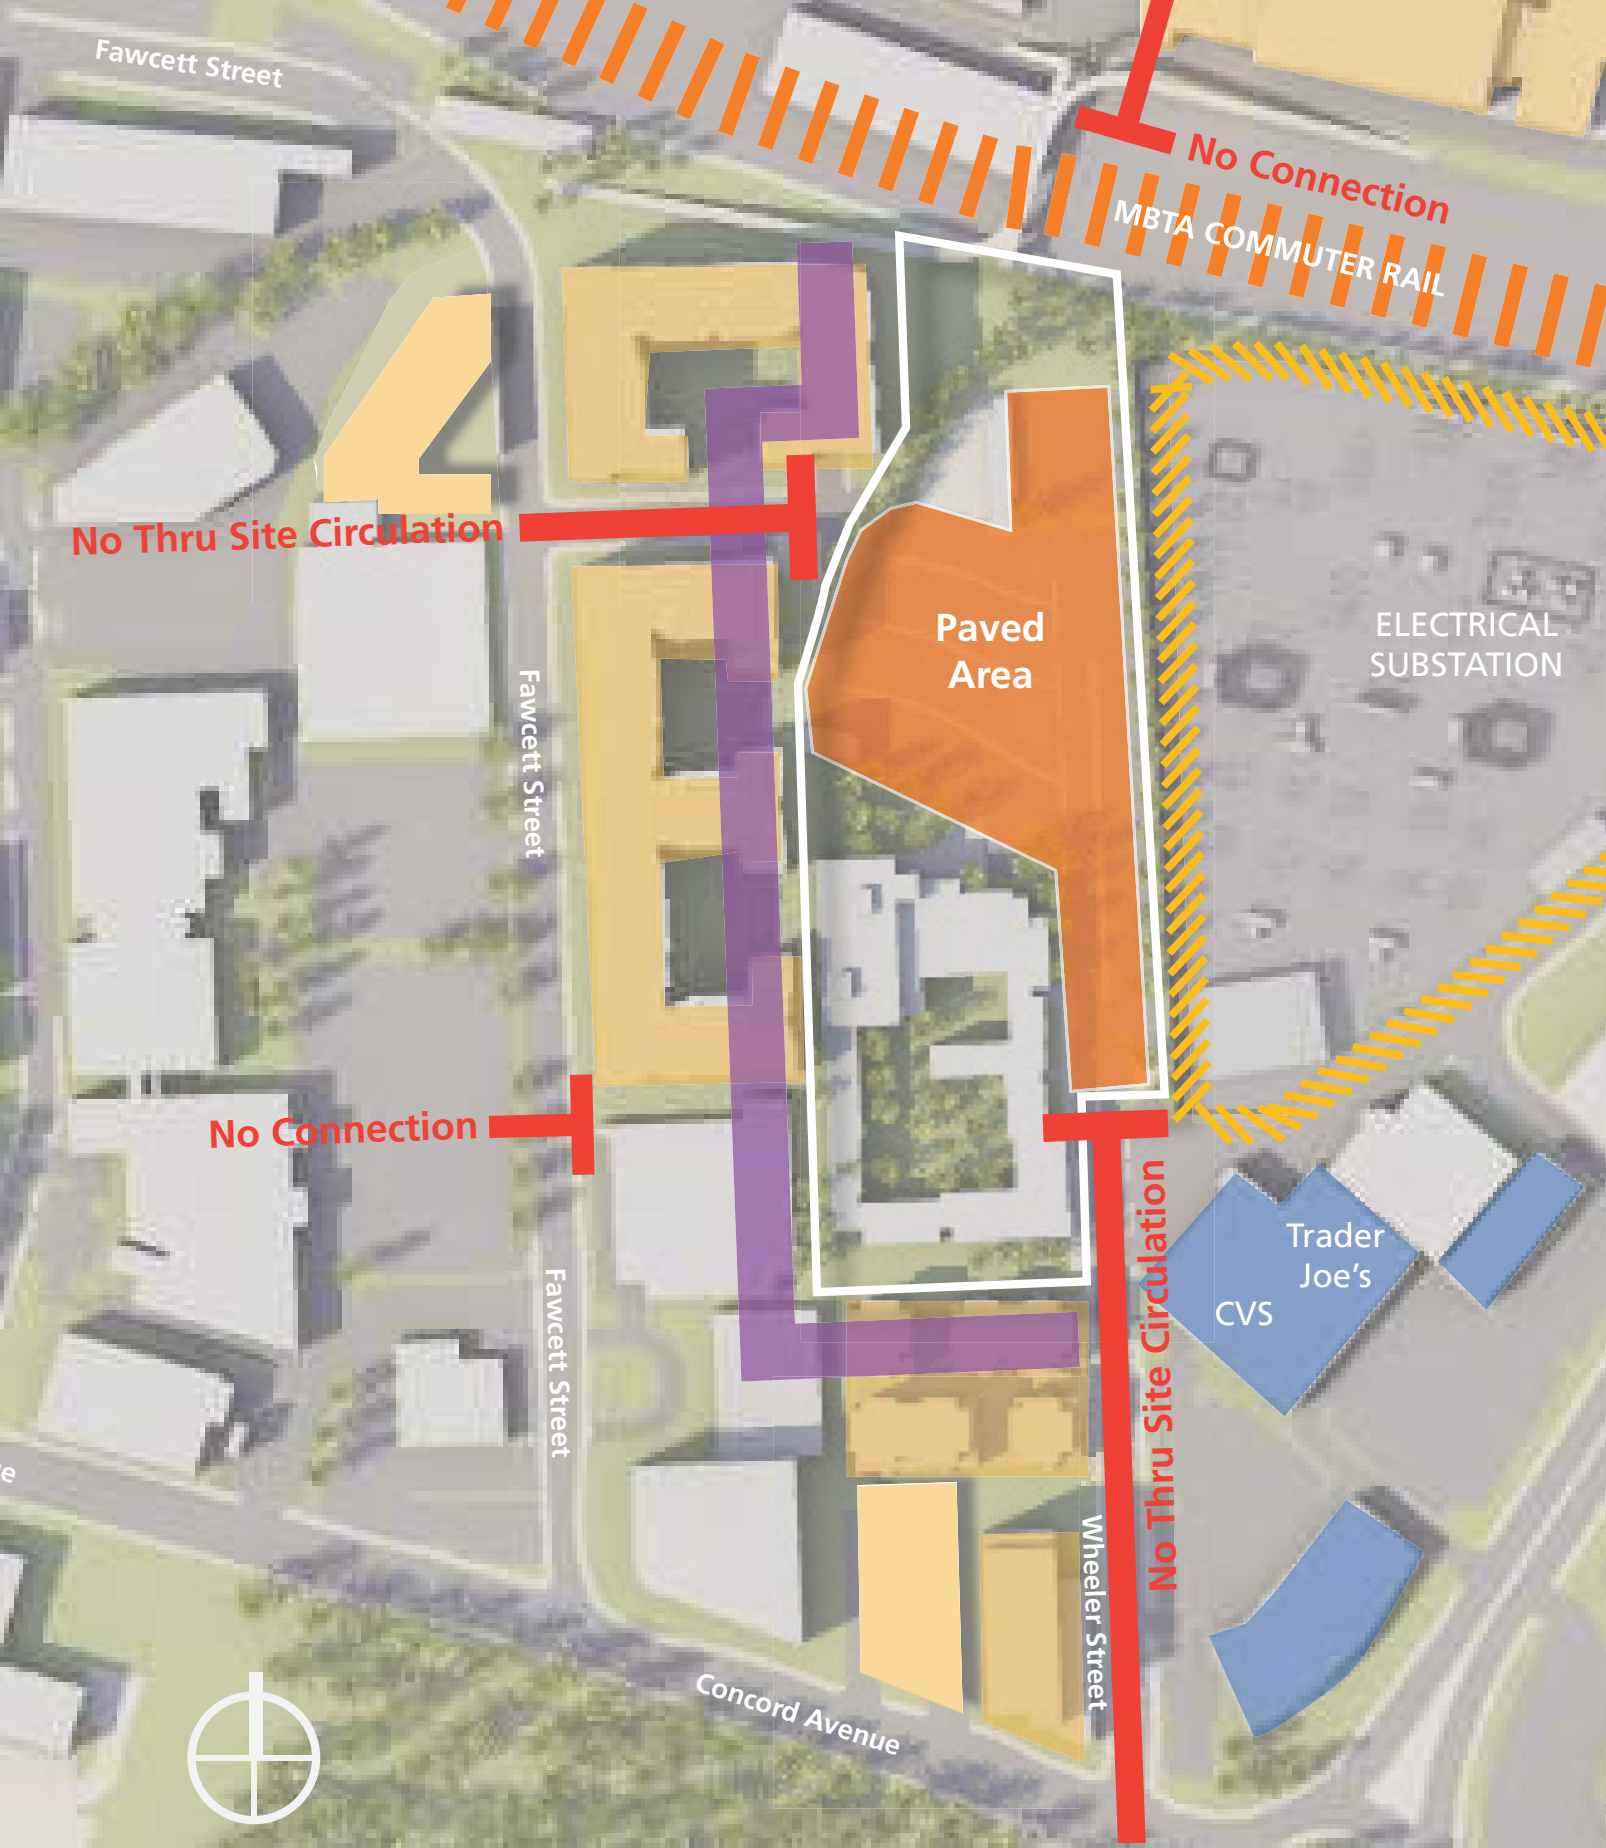 Fawcett Street
No Connection
MBTA COMMUTER RAIL
No Thru Site Circulation
Paved
Area
ELECTRICAL
SUBSTATION
Fawcett Street
No Connection
No Thru Site Circulation
Trader
Joe's
CVS
Fawcett Street
e
Wheeler Street
Concord Avenue